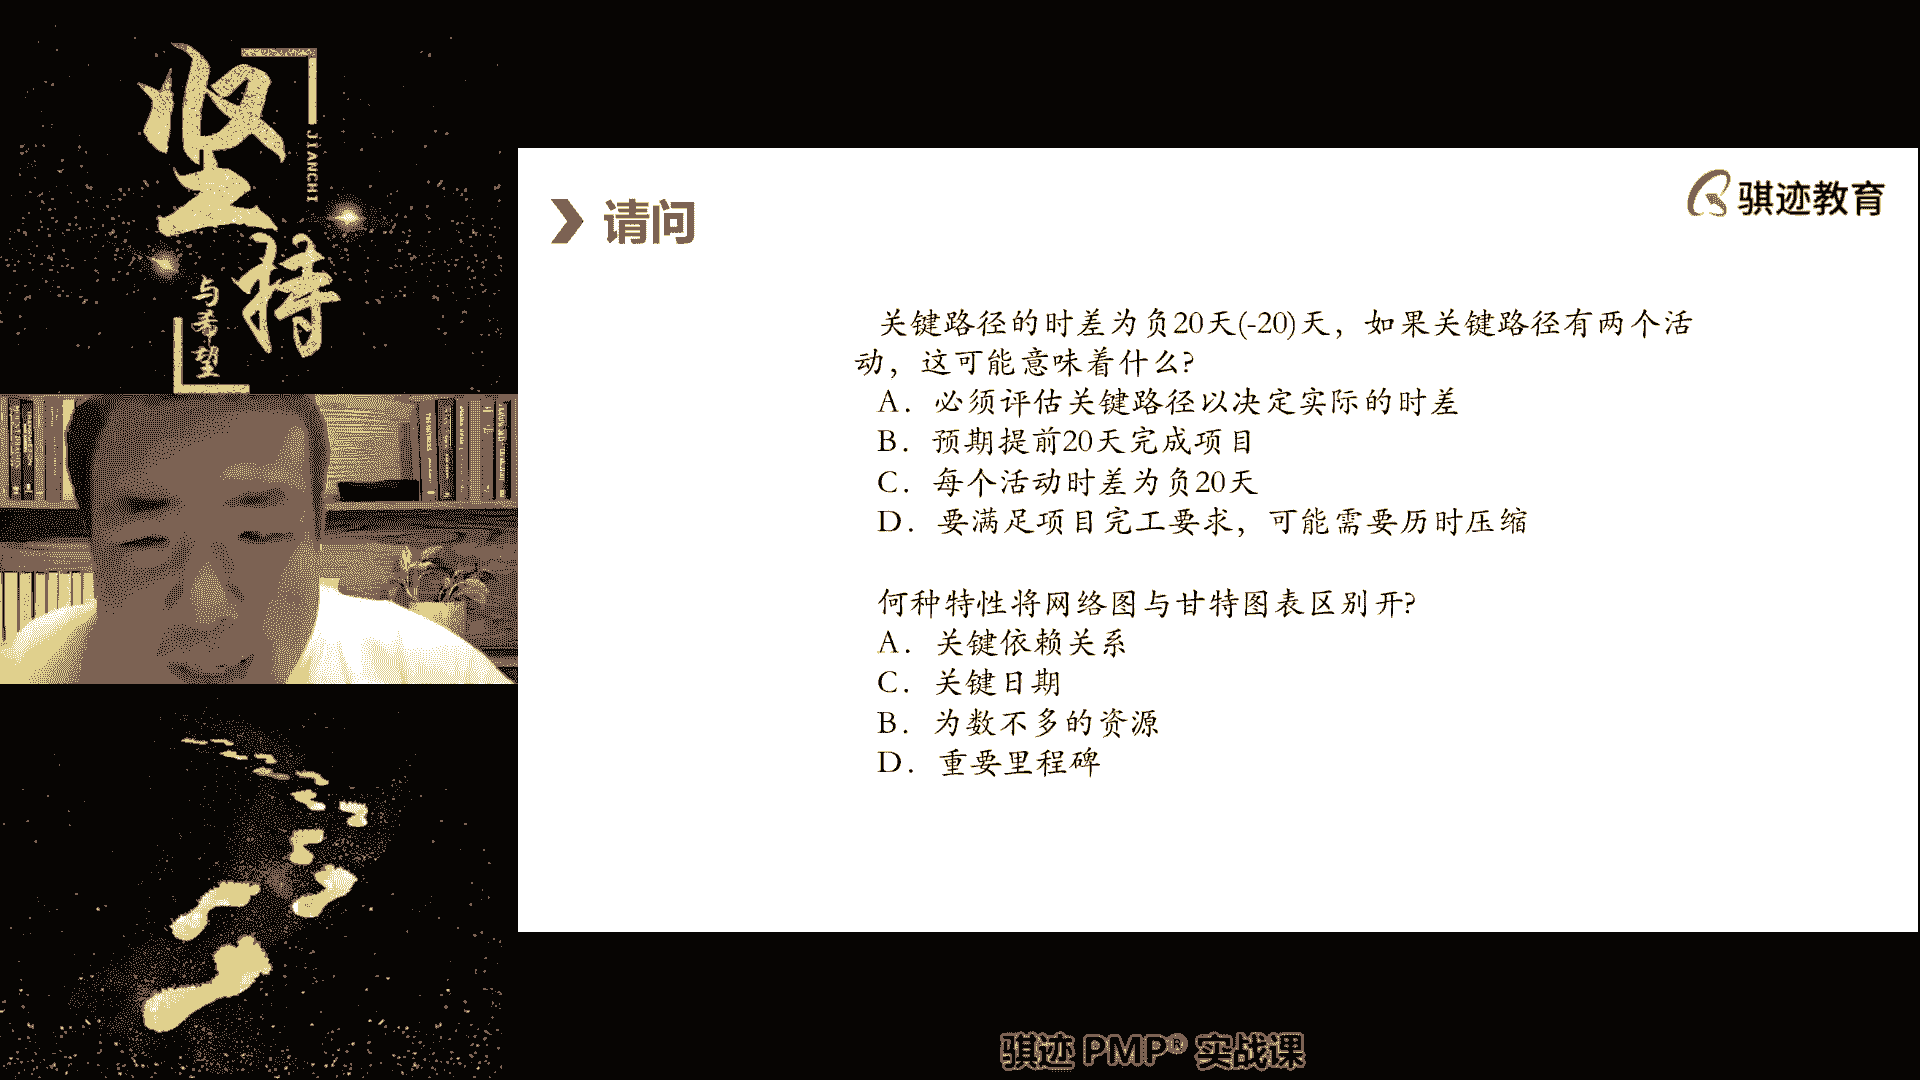 坚持
JIANCHI
与希望
请问
骐迹教育
关键路径的时差为负20天(-20)天，如果关键路径有两个活
动，这可能意味着什么?
A. 必须评估关键路径以决定实际的时差
B. 预期提前20天完成项目
C. 每个活动时差为负20天
D. 要满足项目完工要求，可能需要历时压缩
何种特性将网络图与甘特图表区别开?
A. 关键依赖关系
C. 关键日期
B. 为数不多的资源
D. 重要里程碑
骐迹 PMP® 实战课